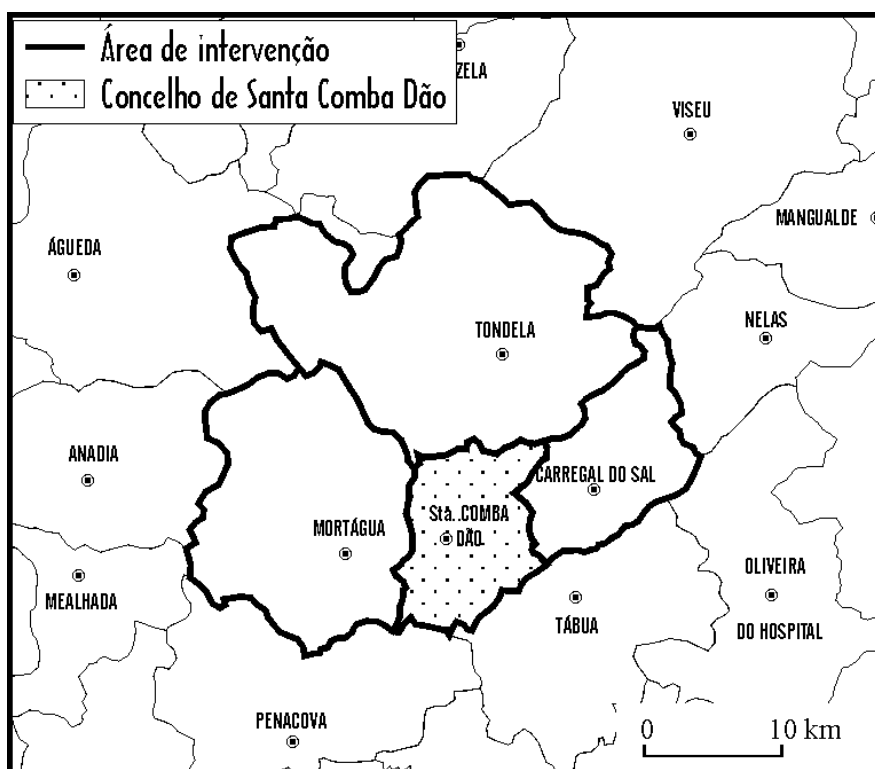 Área de intervenção
Concelho de Santa Comba Dão
ZELA
VISEU
MANGUALDE
ÁGUEDA
TONDELA
NELAS
ANADIA
CARREGAL DO SAL
Stà. COMBA
DÃO
MORTÁGUA
OLIVEIRA
DO HOSPITAL
MEALHADA
TÁBUA
PENACOVA
0 10 km